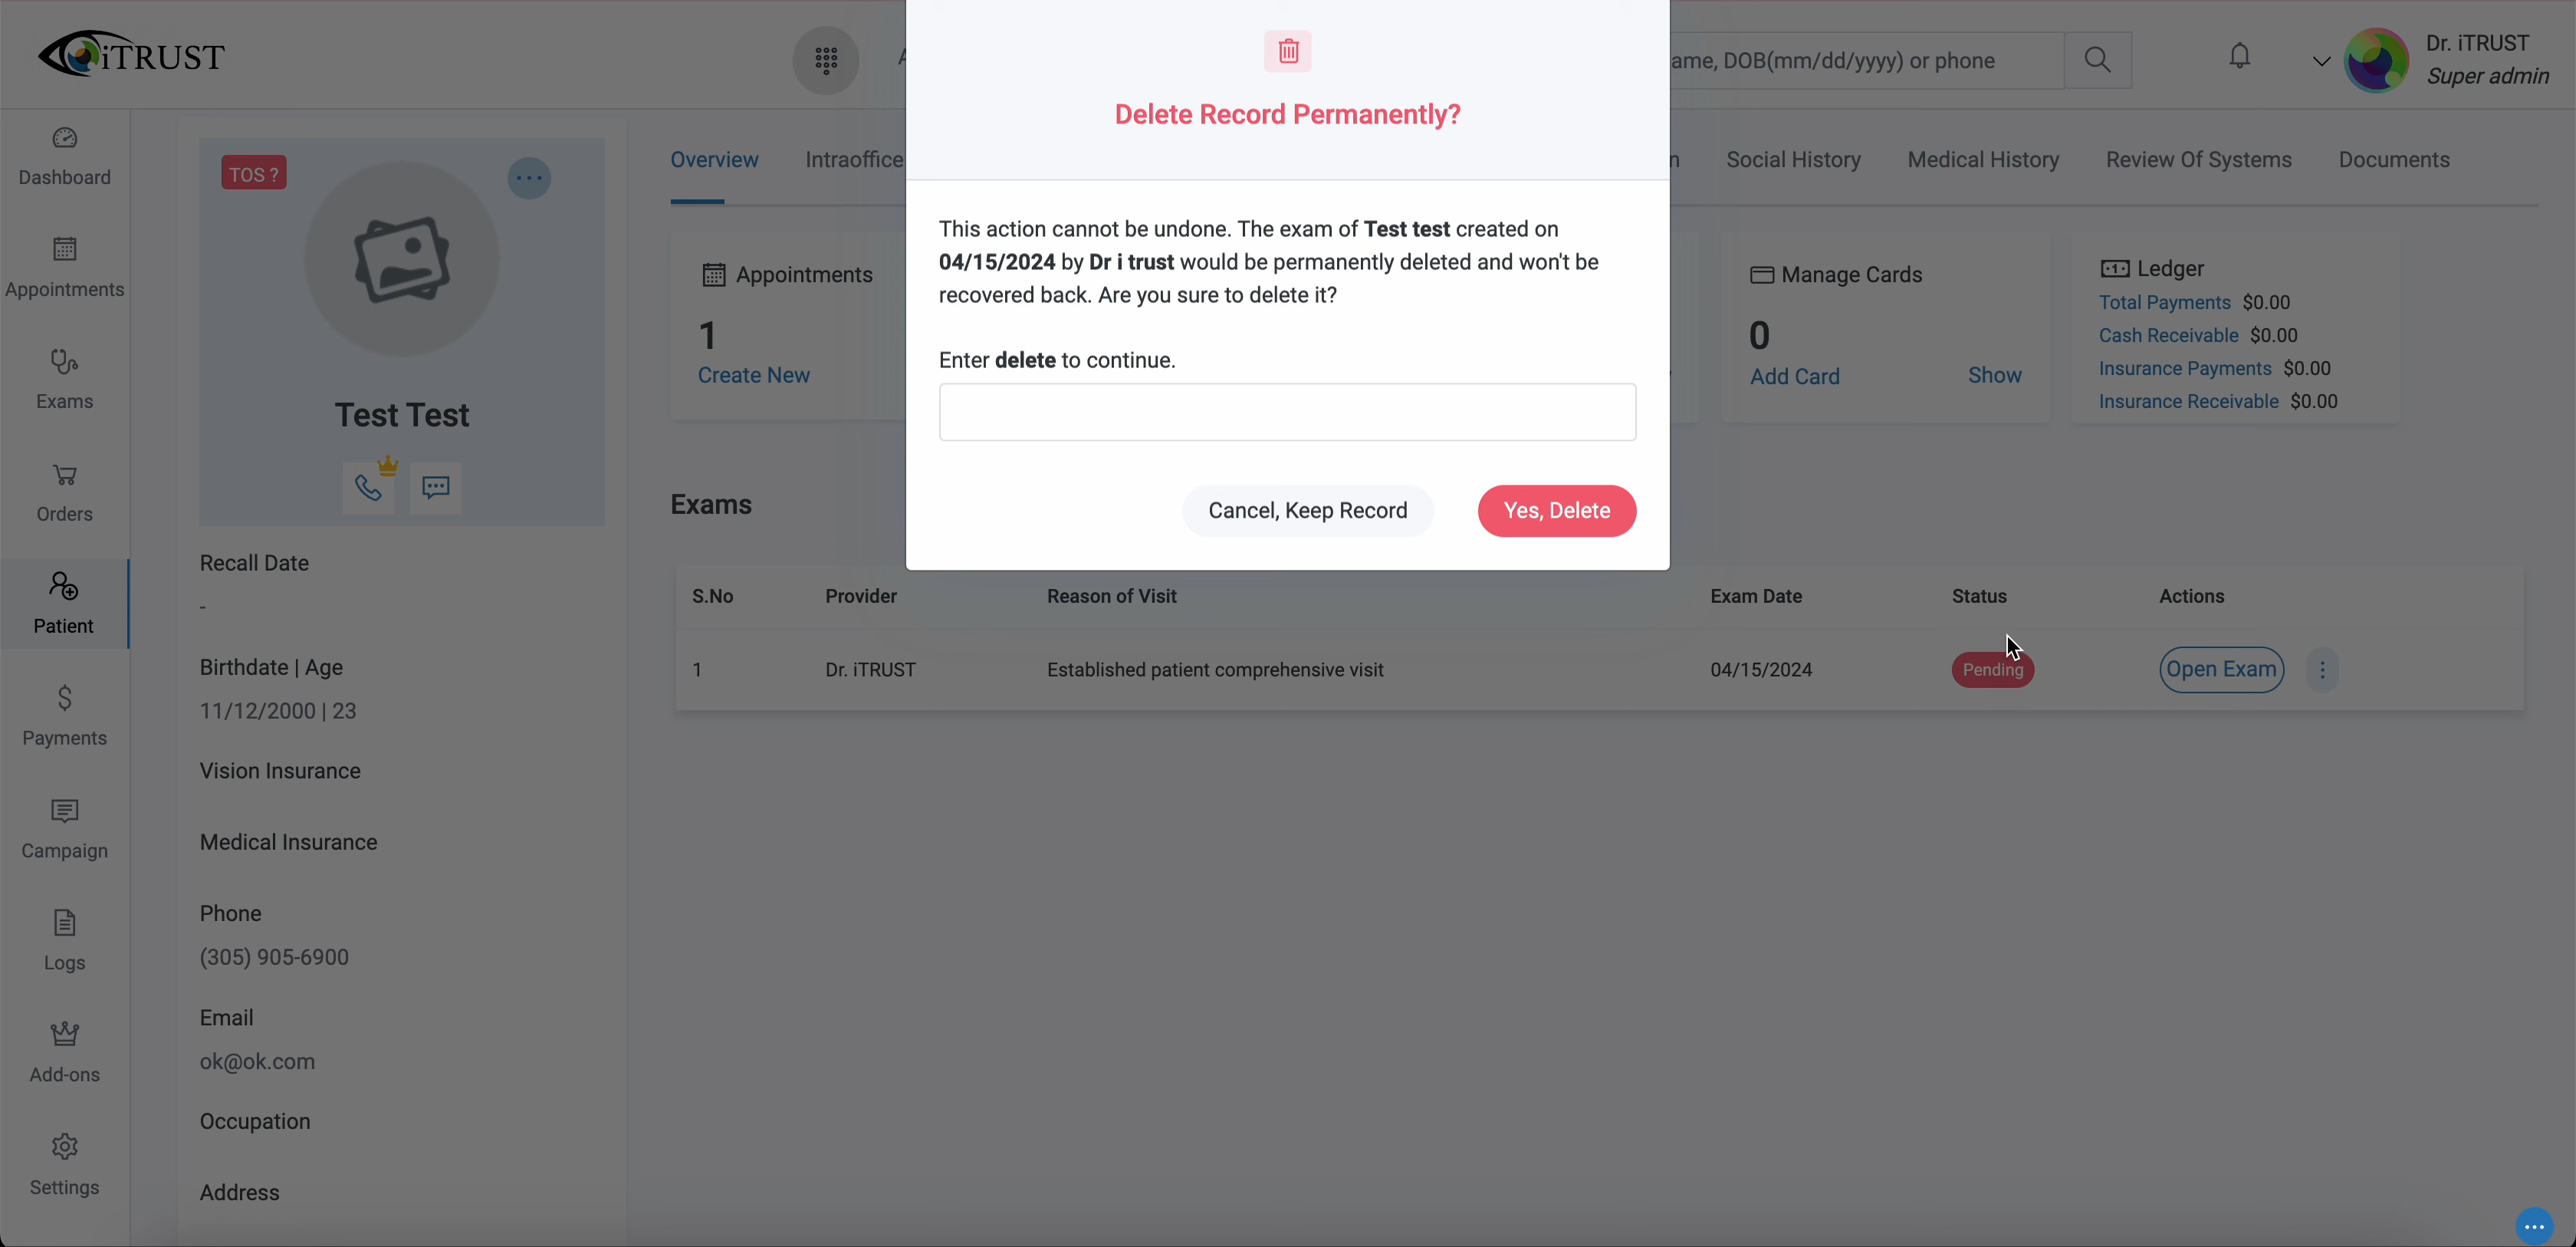 iTRUST
A
ame, DOB(mm/dd/yyyy) or phone
Dr. iTRUST
Super admin
Dashboard
Appointments
Exams
Orders
Patient
Payments
Campaign
Logs
Add-ons
Settings
TOS ?
Test Test
Recall Date
-
Birthdate | Age
11/12/2000 | 23
Vision Insurance
Medical Insurance
Phone
(305) 905-6900
Email
ok@ok.com
Occupation
Address
Overview
Intraoffice
n
Social History
Medical History
Review Of Systems
Documents
Appointments
1
Create New
Manage Cards
0
Add Card
Show
Ledger
Total Payments $0.00
Cash Receivable $0.00
Insurance Payments $0.00
Insurance Receivable $0.00
Delete Record Permanently?
This action cannot be undone. The exam of Test test created on
04/15/2024 by Dr i trust would be permanently deleted and won't be
recovered back. Are you sure to delete it?
Enter delete to continue.
Cancel, Keep Record
Yes, Delete
Exams
S.No Provider Reason of Visit Exam Date Status Actions
1 Dr. iTRUST Established patient comprehensive visit 04/15/2024 Pending Open Exam